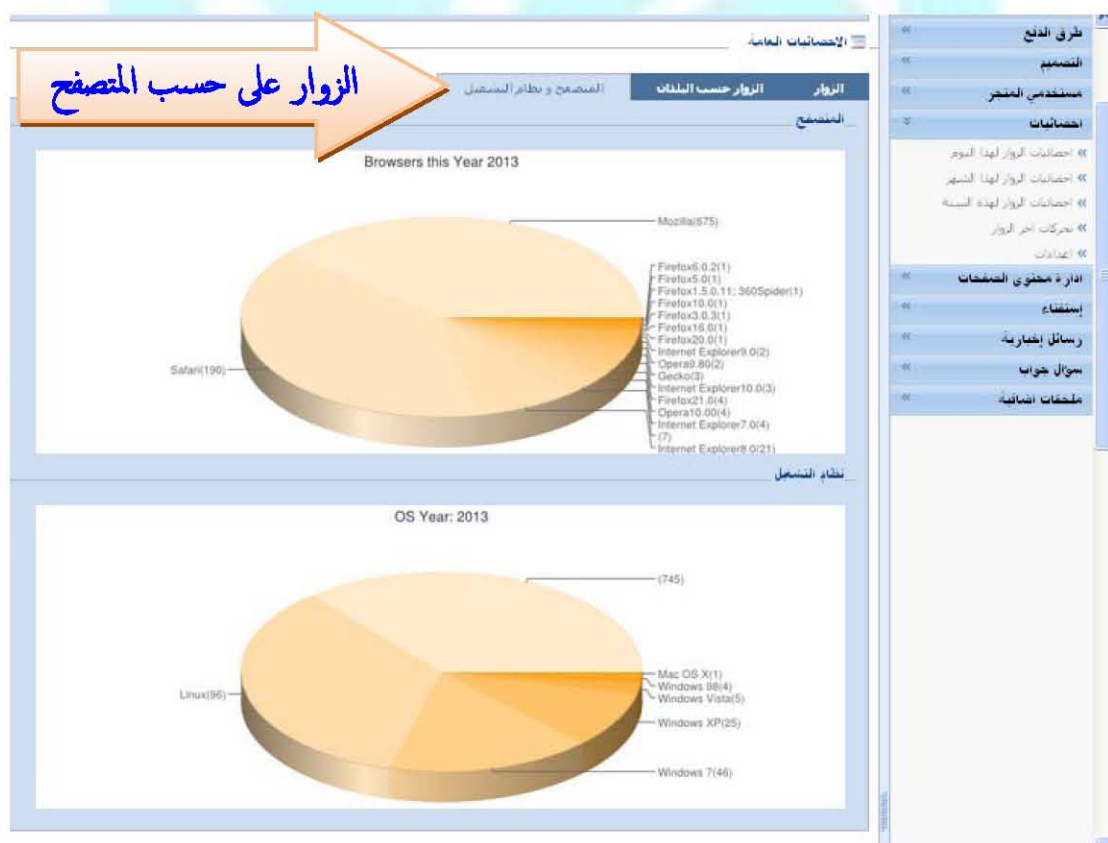 طرق الدفع
التصميم
مستخدمي المتجر
احصائيات
احصائيات الزوار لهذا اليوم
احصائيات الزوار لهذا الشهر
احصائيات الزوار لهذه السنة
تحركات اخر الزوار
اعدادات
ادارة محتوى الصفحات
إستفتاء
رسائل إخبارية
سوال جواب
ملحقات اضافية
الاحصائيات العامة
الزوار على حسب المتصفح
الزوار
الزوار حسب البلدان
المتصفح و نظام التشغيل
المتصفح
Browsers this Year 2013
Mozilla(675)
Firefox6.0.2(1)
Firefox5.0(1)
Firefox1.5.0.11; 360Spider(1)
Firefox10.0(1)
Firefox3.0.3(1)
Firefox16.0(1)
Firefox20.0(1)
Internet Explorer9.0(2)
Opera9.80(2)
Gecko(3)
Internet Explorer10.0(3)
Firefox21.0(4)
Opera10.00(4)
Internet Explorer7.0(4)
(7)
Internet Explorer8.0(21)
Safari(190)
نظام التشغيل
OS Year: 2013
(745)
Mac OS X(1)
Windows 98(4)
Windows Vista(5)
Windows XP(25)
Windows 7(46)
Linux(96)